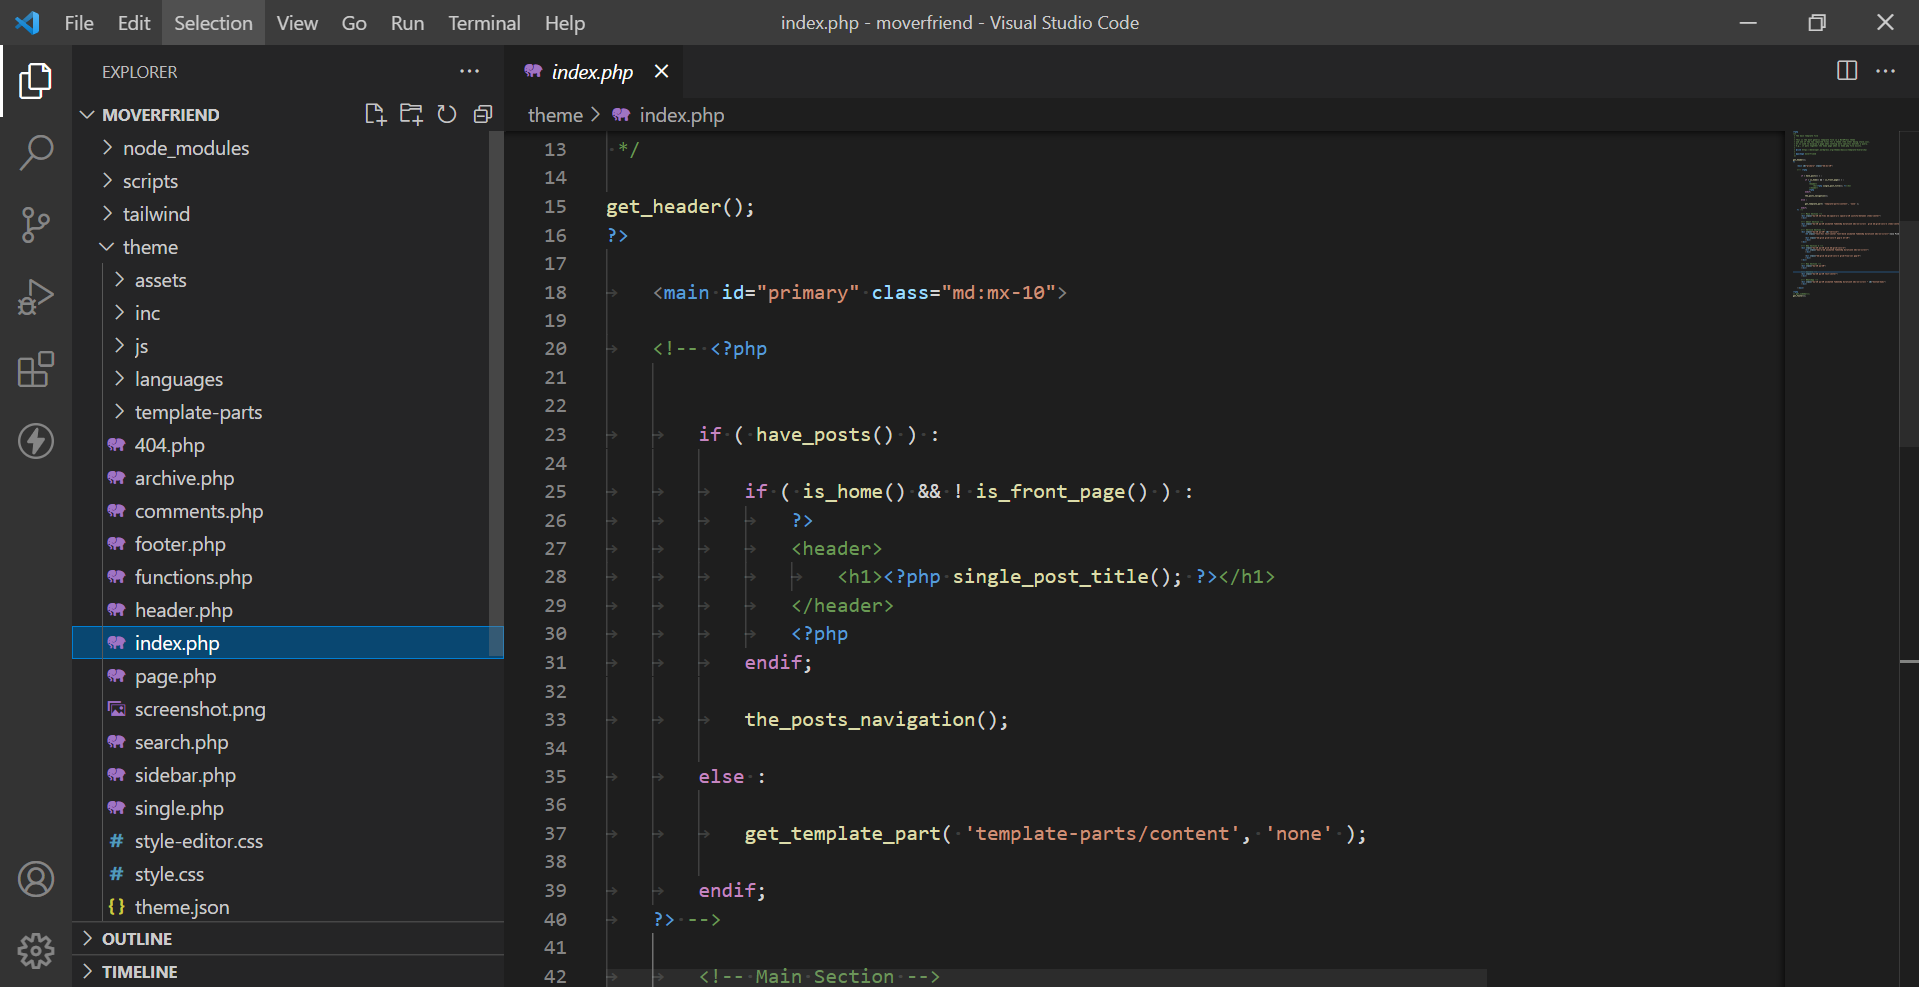 File Edit Selection View Go Run Terminal Help index.php - moverfriend - Visual Studio Code
EXPLORER
MOVERFRIEND
node_modules
scripts
tailwind
theme
assets
inc
js
languages
template-parts
404.php
archive.php
comments.php
footer.php
functions.php
header.php
index.php
page.php
screenshot.png
search.php
sidebar.php
single.php
# style-editor.css
# style.css
{} theme.json
OUTLINE
TIMELINE
index.php
theme > index.php
13 */
14
15 get_header();
16 ?>
17
18 <main id="primary" class="md:mx-10">
19
20 <!-- <?php
21
22
23 if ( have_posts() ) :
24
25 if ( is_home() && ! is_front_page() ) :
26 ?>
27 <header>
28 <h1><?php single_post_title(); ?></h1>
29 </header>
30 <?php
31 endif;
32
33 the_posts_navigation();
34
35 else :
36
37 get_template_part( 'template-parts/content', 'none' );
38
39 endif;
40 ?> -->
41
42 <!-- Main Section -->